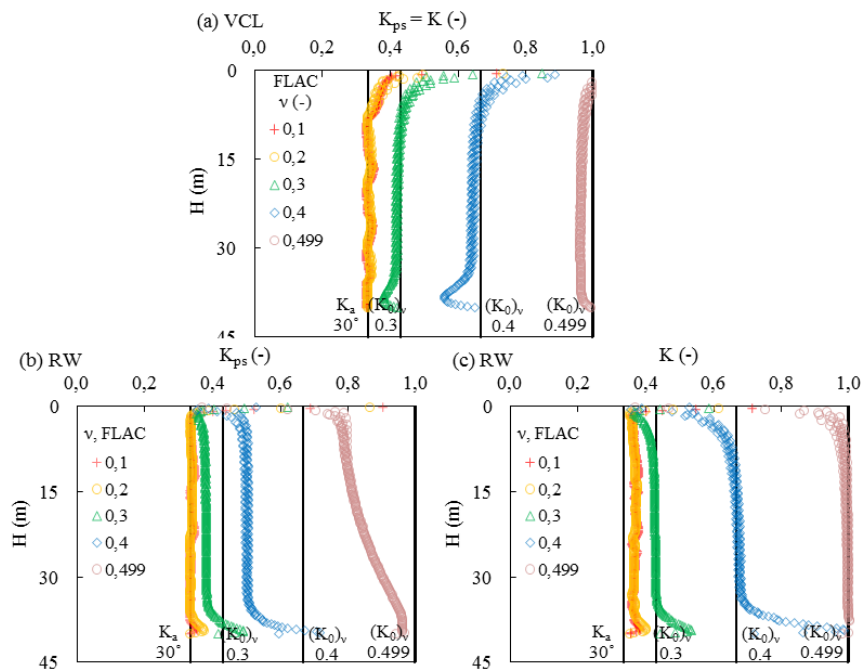 (a) VCL
K_ps = K (-)
0,0 0,2 0,4 0,6 0,8 1,0
0
15
30
45
H (m)
FLAC
ν (-)
0,1
0,2
0,3
0,4
0,499
K_a (K_0)_ν (K_0)_ν (K_0)_ν
30° 0.3 0.4 0.499
(b) RW
K_ps (-)
0,0 0,2 0,4 0,6 0,8 1,0
0
15
30
45
H (m)
ν, FLAC
0,1
0,2
0,3
0,4
0,499
K_a (K_0)_ν (K_0)_ν (K_0)_ν
30° 0.3 0.4 0.499
(c) RW
K (-)
0,0 0,2 0,4 0,6 0,8 1,0
0
15
30
45
H (m)
ν, FLAC
0,1
0,2
0,3
0,4
0,499
K_a (K_0)_ν (K_0)_ν (K_0)_ν
30° 0.3 0.4 0.499